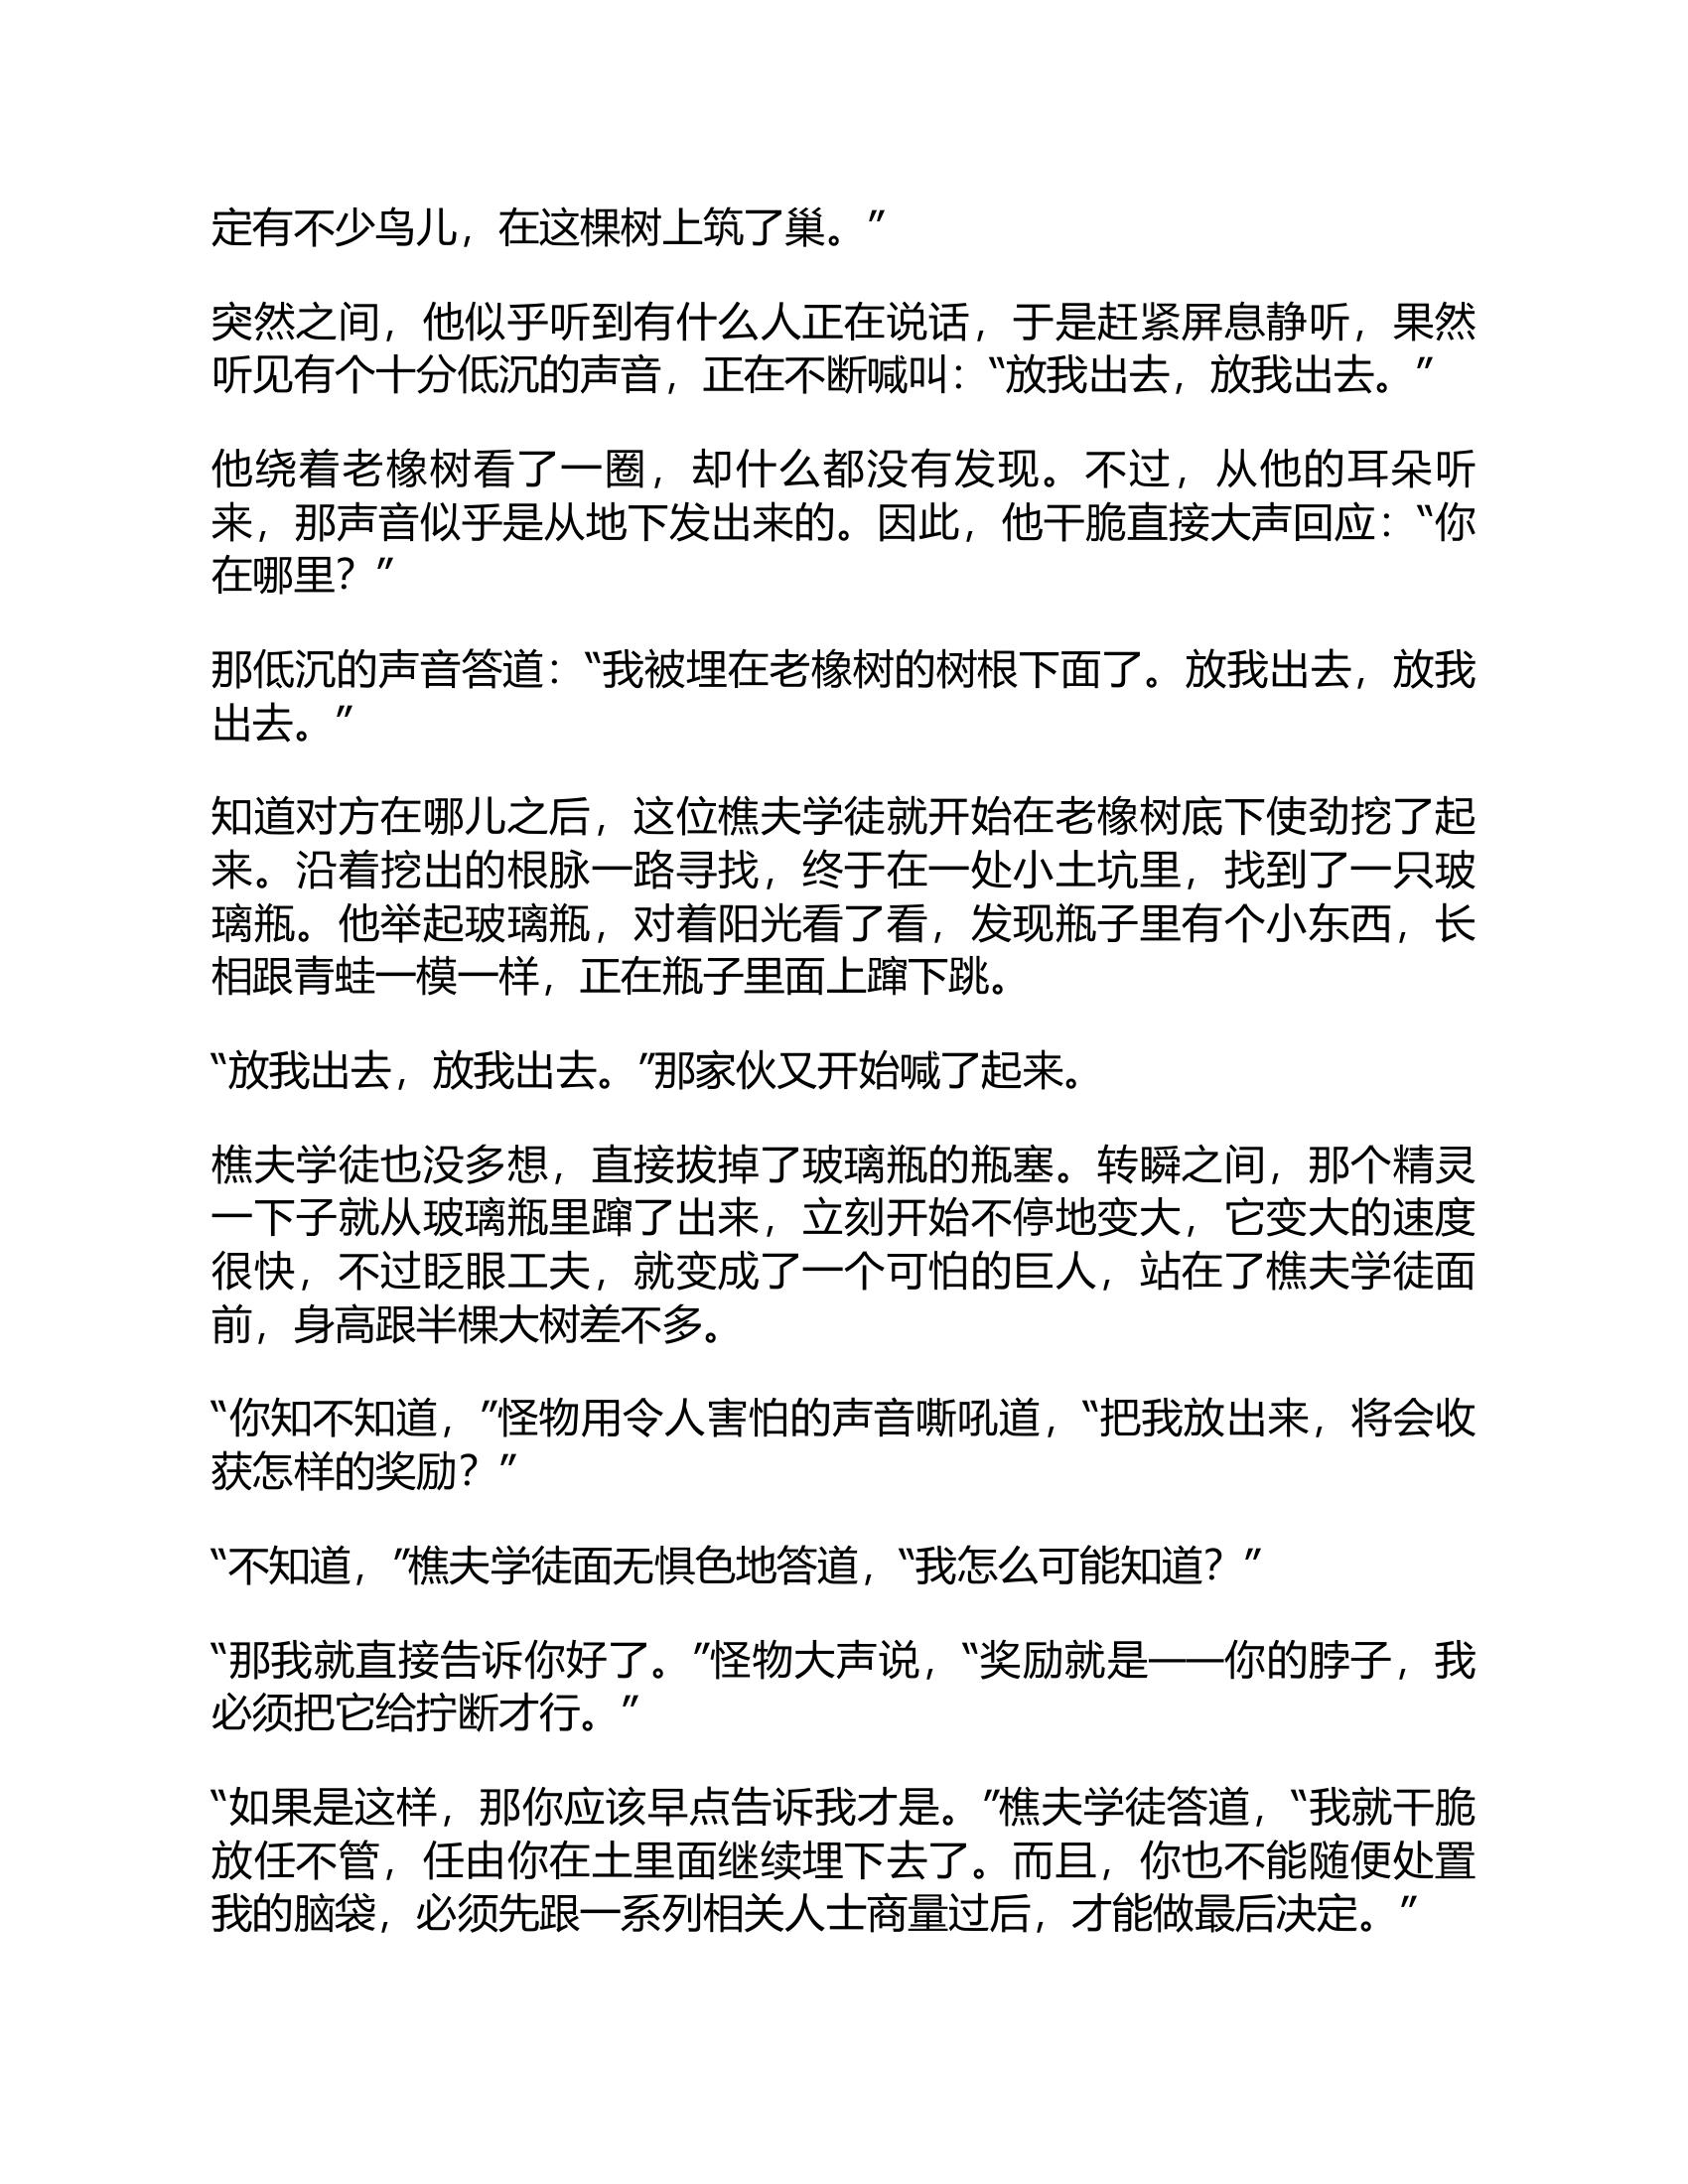 定有不少鸟儿，在这棵树上筑了巢。”
突然之间，他似乎听到有什么人正在说话，于是赶紧屏息静听，果然
听见有个十分低沉的声音，正在不断喊叫：“放我出去，放我出去。”
他绕着老橡树看了一圈，却什么都没有发现。不过，从他的耳朵听
来，那声音似乎是从地下发出来的。因此，他干脆直接大声回应：“你
在哪里？”
那低沉的声音答道：“我被埋在老橡树的树根下面了。放我出去，放我
出去。”
知道对方在哪儿之后，这位樵夫学徒就开始在老橡树底下使劲挖了起
来。沿着挖出的根脉一路寻找，终于在一处小土坑里，找到了一只玻
璃瓶。他举起玻璃瓶，对着阳光看了看，发现瓶子里有个小东西，长
相跟青蛙一模一样，正在瓶子里面上蹿下跳。
“放我出去，放我出去。”那家伙又开始喊了起来。
樵夫学徒也没多想，直接拔掉了玻璃瓶的瓶塞。转瞬之间，那个精灵
一下子就从玻璃瓶里蹿了出来，立刻开始不停地变大，它变大的速度
很快，不过眨眼工夫，就变成了一个可怕的巨人，站在了樵夫学徒面
前，身高跟半棵大树差不多。
“你知不知道，”怪物用令人害怕的声音嘶吼道，“把我放出来，将会收
获怎样的奖励？”
“不知道，”樵夫学徒面无惧色地答道，“我怎么可能知道？”
“那我就直接告诉你好了。”怪物大声说，“奖励就是——你的脖子，我
必须把它给拧断才行。”
“如果是这样，那你应该早点告诉我才是。”樵夫学徒答道，“我就干脆
放任不管，任由你在土里面继续埋下去了。而且，你也不能随便处置
我的脑袋，必须先跟一系列相关人士商量过后，才能做最后决定。”